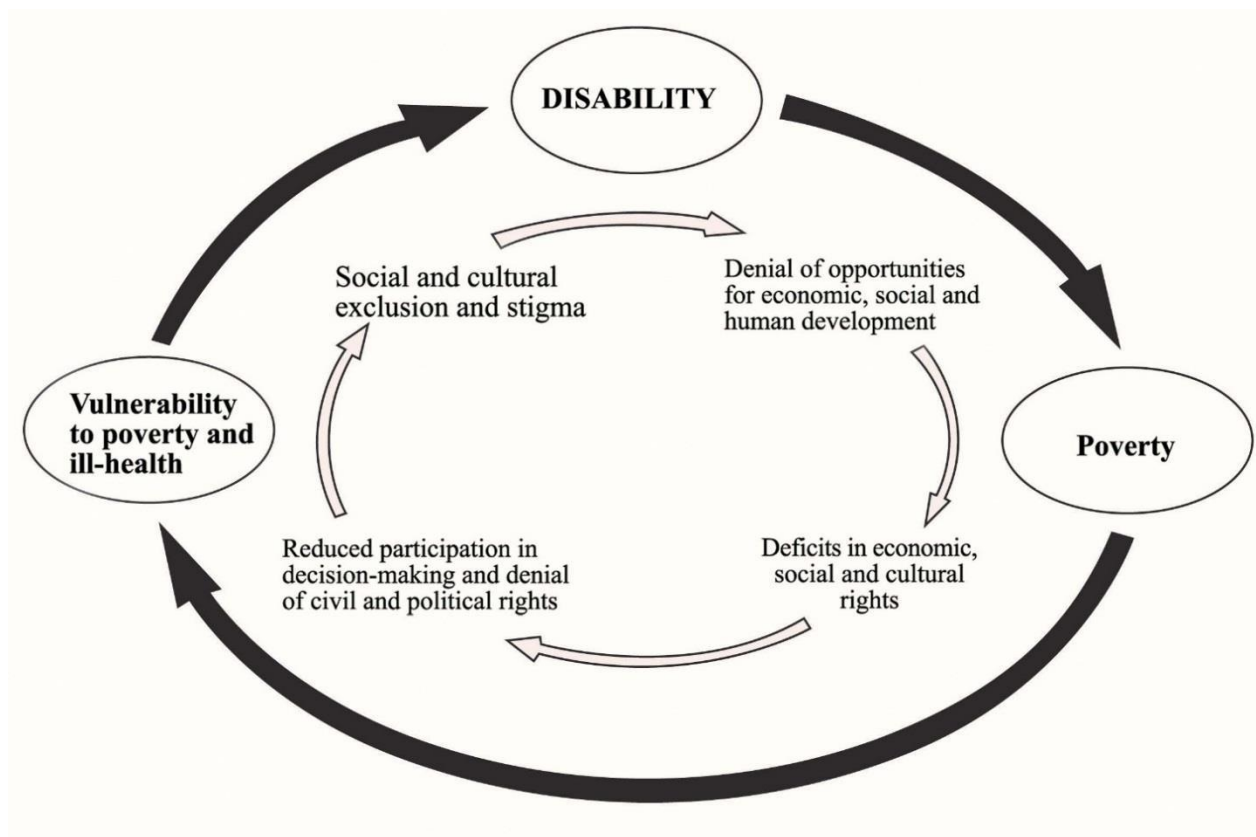 DISABILITY
Social and cultural
exclusion and stigma
Denial of opportunities
for economic, social and
human development
Vulnerability
to poverty and
ill-health
Poverty
Reduced participation in
decision-making and denial
of civil and political rights
Deficits in economic,
social and cultural
rights